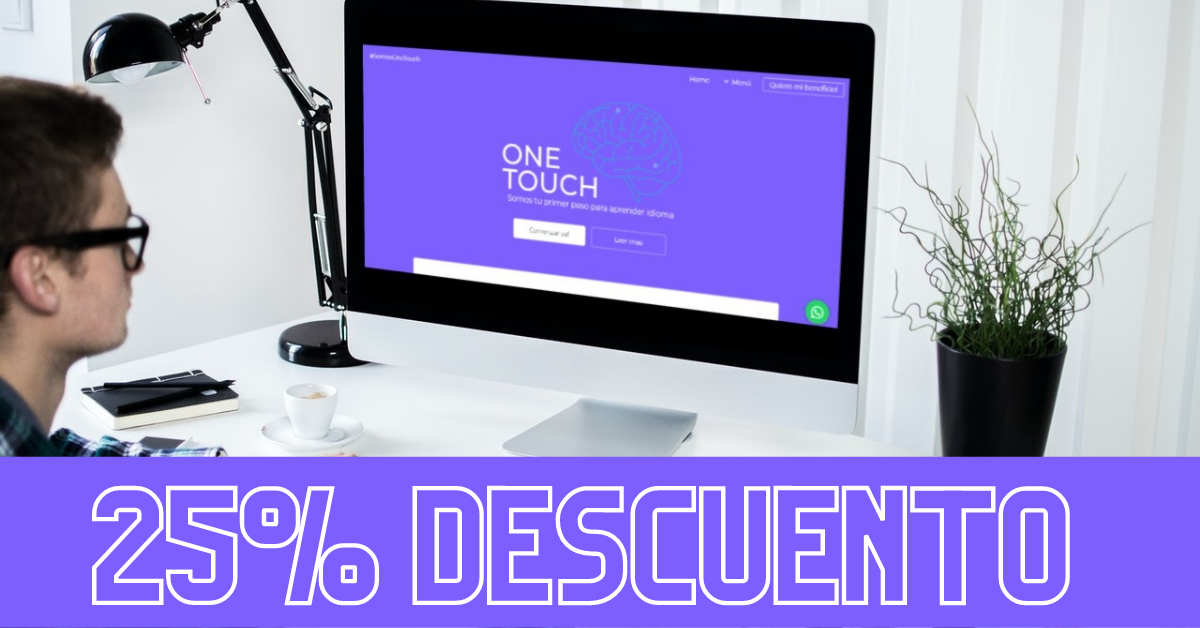 #SomosOneTouch
Home Menú Quiero mi beneficio!
ONE
TOUCH
Somos tu primer paso para aprender idioma
Comenzar ya! Leer mas
25% DESCUENTO